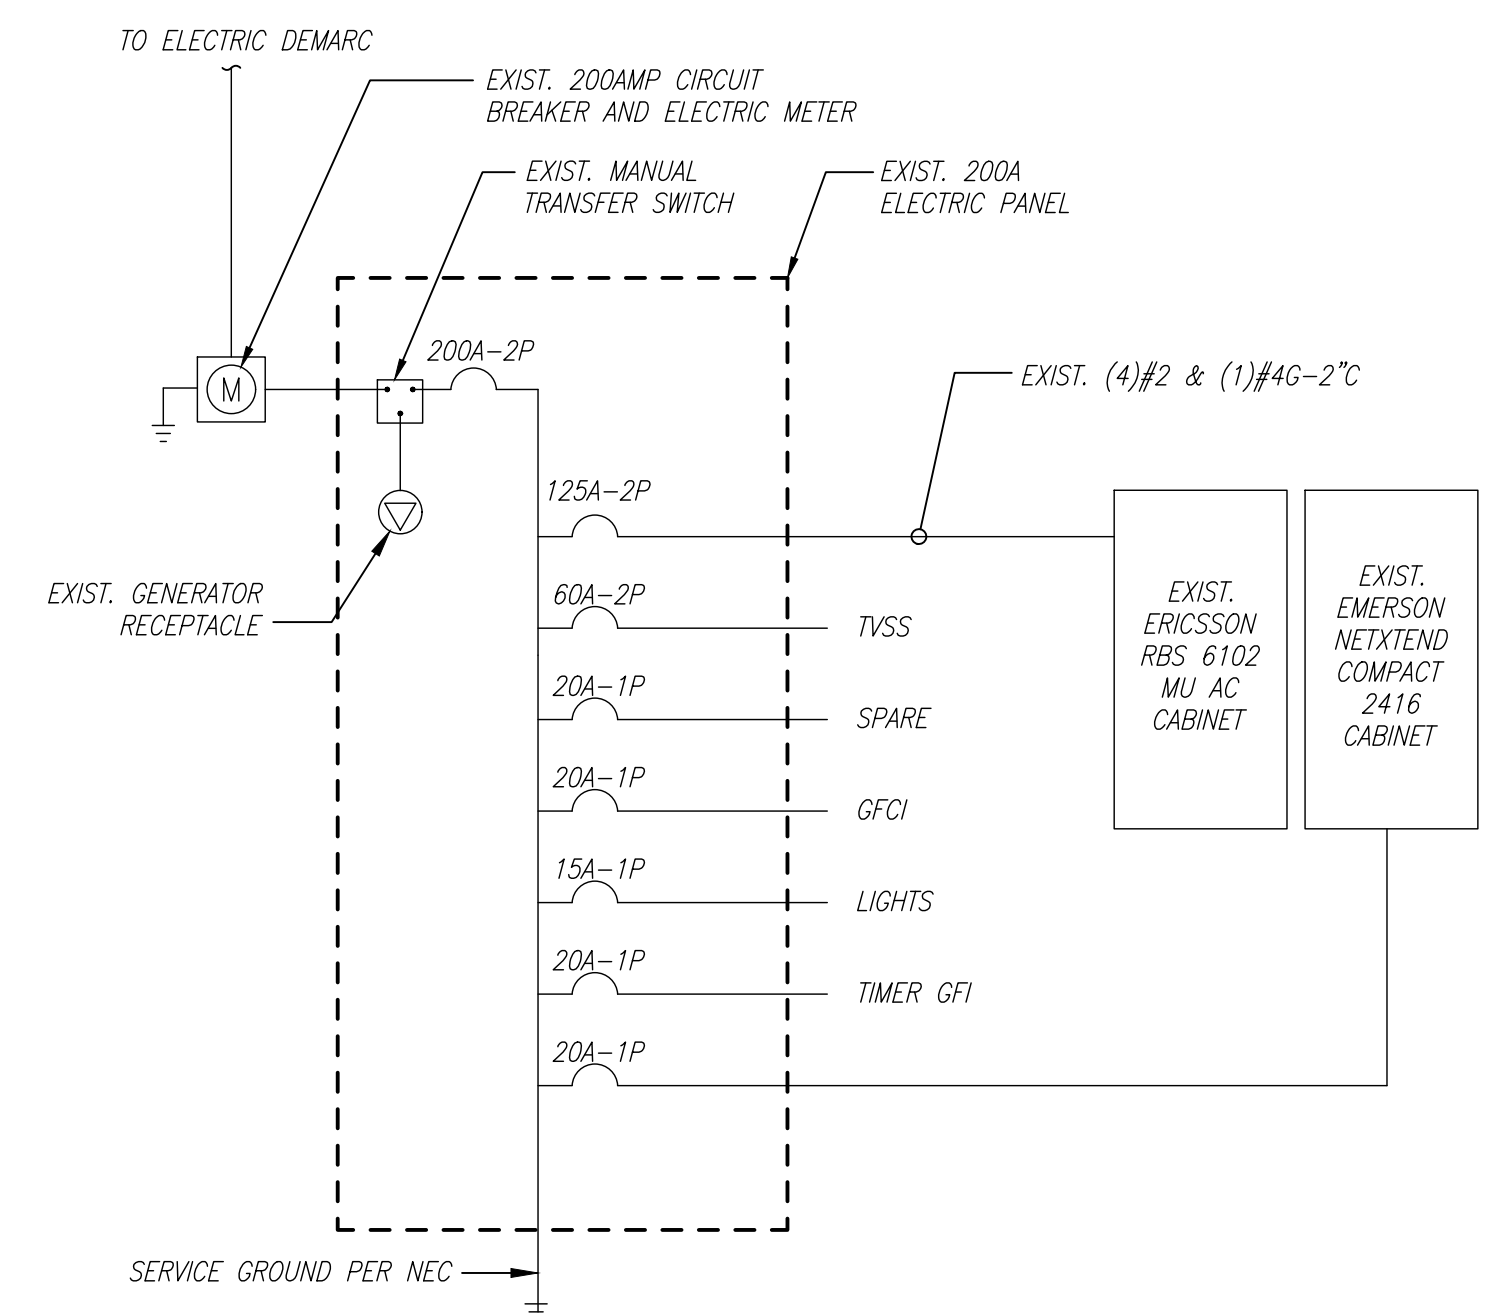 TO ELECTRIC DEMARC
EXIST. 200AMP CIRCUIT
BREAKER AND ELECTRIC METER
EXIST. MANUAL
TRANSFER SWITCH
EXIST. 200A
ELECTRIC PANEL
200A-2P
M
EXIST. (4)#2 & (1)#4G-2"C
125A-2P
EXIST. GENERATOR
RECEPTACLE
60A-2P
TVSS
20A-1P
SPARE
20A-1P
GFCI
15A-1P
LIGHTS
20A-1P
TIMER GFI
20A-1P
EXIST.
ERICSSON
RBS 6102
MU AC
CABINET
EXIST.
EMERSON
NETXTEND
COMPACT
2416
CABINET
SERVICE GROUND PER NEC